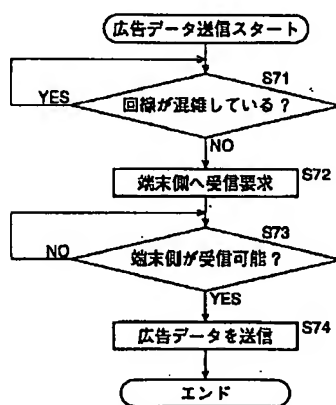 広告データ送信スタート
S71
YES
回線が混雑している？
NO
S72
端末側へ受信要求
S73
NO
端末側が受信可能？
YES
S74
広告データを送信
エンド